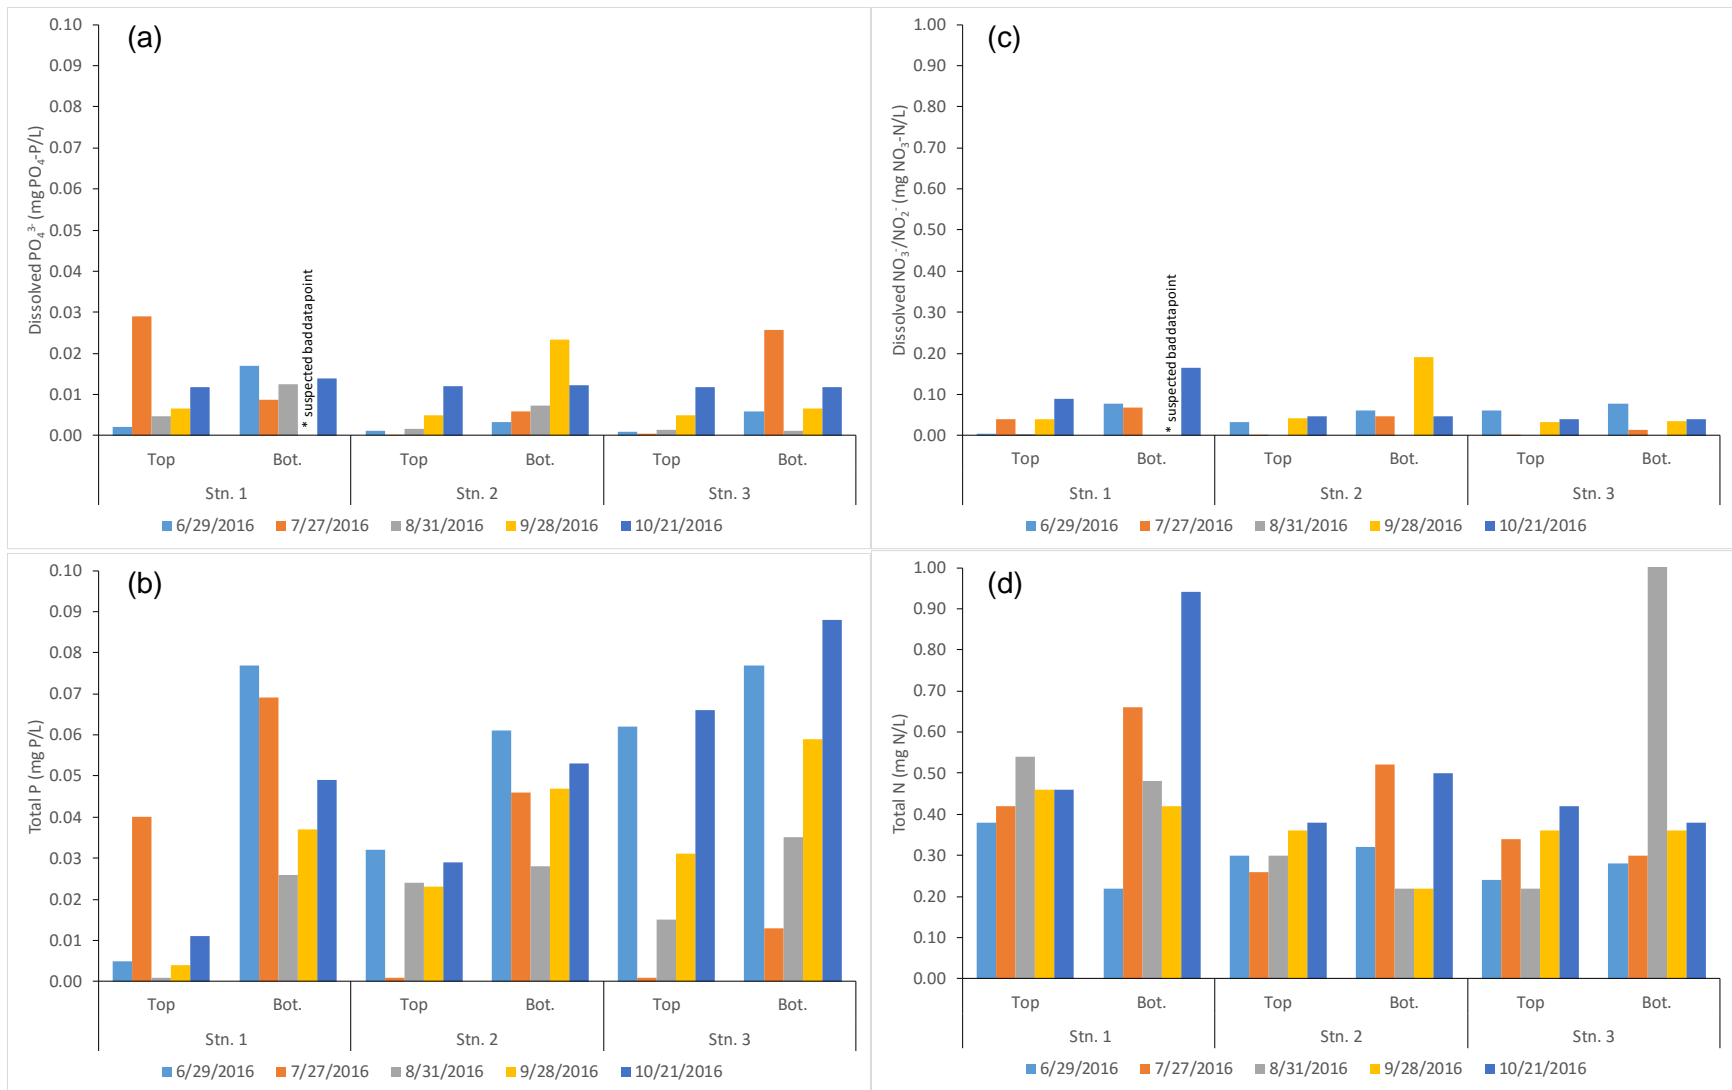 (a)
Dissolved PO₄³⁻ (mg PO₄-P/L)
0.10
0.09
0.08
0.07
0.06
0.05
0.04
0.03
0.02
0.01
0.00
* suspected bad datapoint
Top Bot. Top Bot. Top Bot.
Stn. 1 Stn. 2 Stn. 3
6/29/2016 7/27/2016 8/31/2016 9/28/2016 10/21/2016
(c)
Dissolved NO₃⁻/NO₂⁻ (mg NO₃-N/L)
1.00
0.90
0.80
0.70
0.60
0.50
0.40
0.30
0.20
0.10
0.00
* suspected bad datapoint
Top Bot. Top Bot. Top Bot.
Stn. 1 Stn. 2 Stn. 3
6/29/2016 7/27/2016 8/31/2016 9/28/2016 10/21/2016
(b)
Total P (mg P/L)
0.10
0.09
0.08
0.07
0.06
0.05
0.04
0.03
0.02
0.01
0.00
Top Bot. Top Bot. Top Bot.
Stn. 1 Stn. 2 Stn. 3
6/29/2016 7/27/2016 8/31/2016 9/28/2016 10/21/2016
(d)
Total N (mg N/L)
1.00
0.90
0.80
0.70
0.60
0.50
0.40
0.30
0.20
0.10
0.00
Top Bot. Top Bot. Top Bot.
Stn. 1 Stn. 2 Stn. 3
6/29/2016 7/27/2016 8/31/2016 9/28/2016 10/21/2016